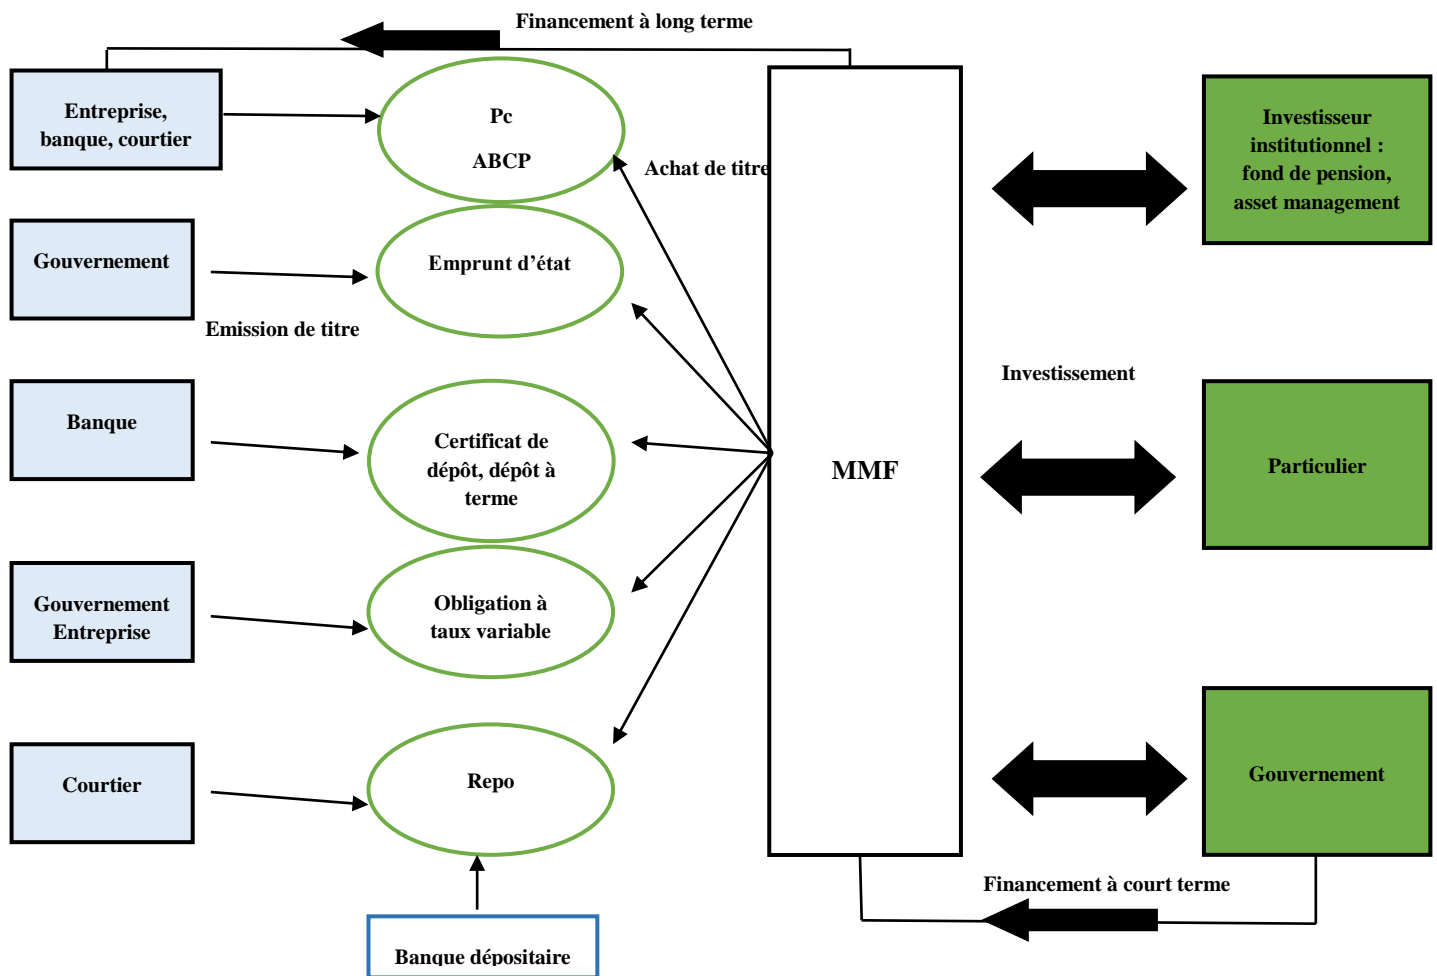 Financement à long terme
Entreprise,
banque, courtier
Pc
ABCP
Achat de titre
Investisseur
institutionnel :
fond de pension,
asset management
Gouvernement
Emprunt d’état
Emission de titre
Banque
Certificat de
dépôt, dépôt à
terme
MMF
Investissement
Particulier
Gouvernement
Entreprise
Obligation à
taux variable
Courtier
Repo
Gouvernement
Financement à court terme
Banque dépositaire